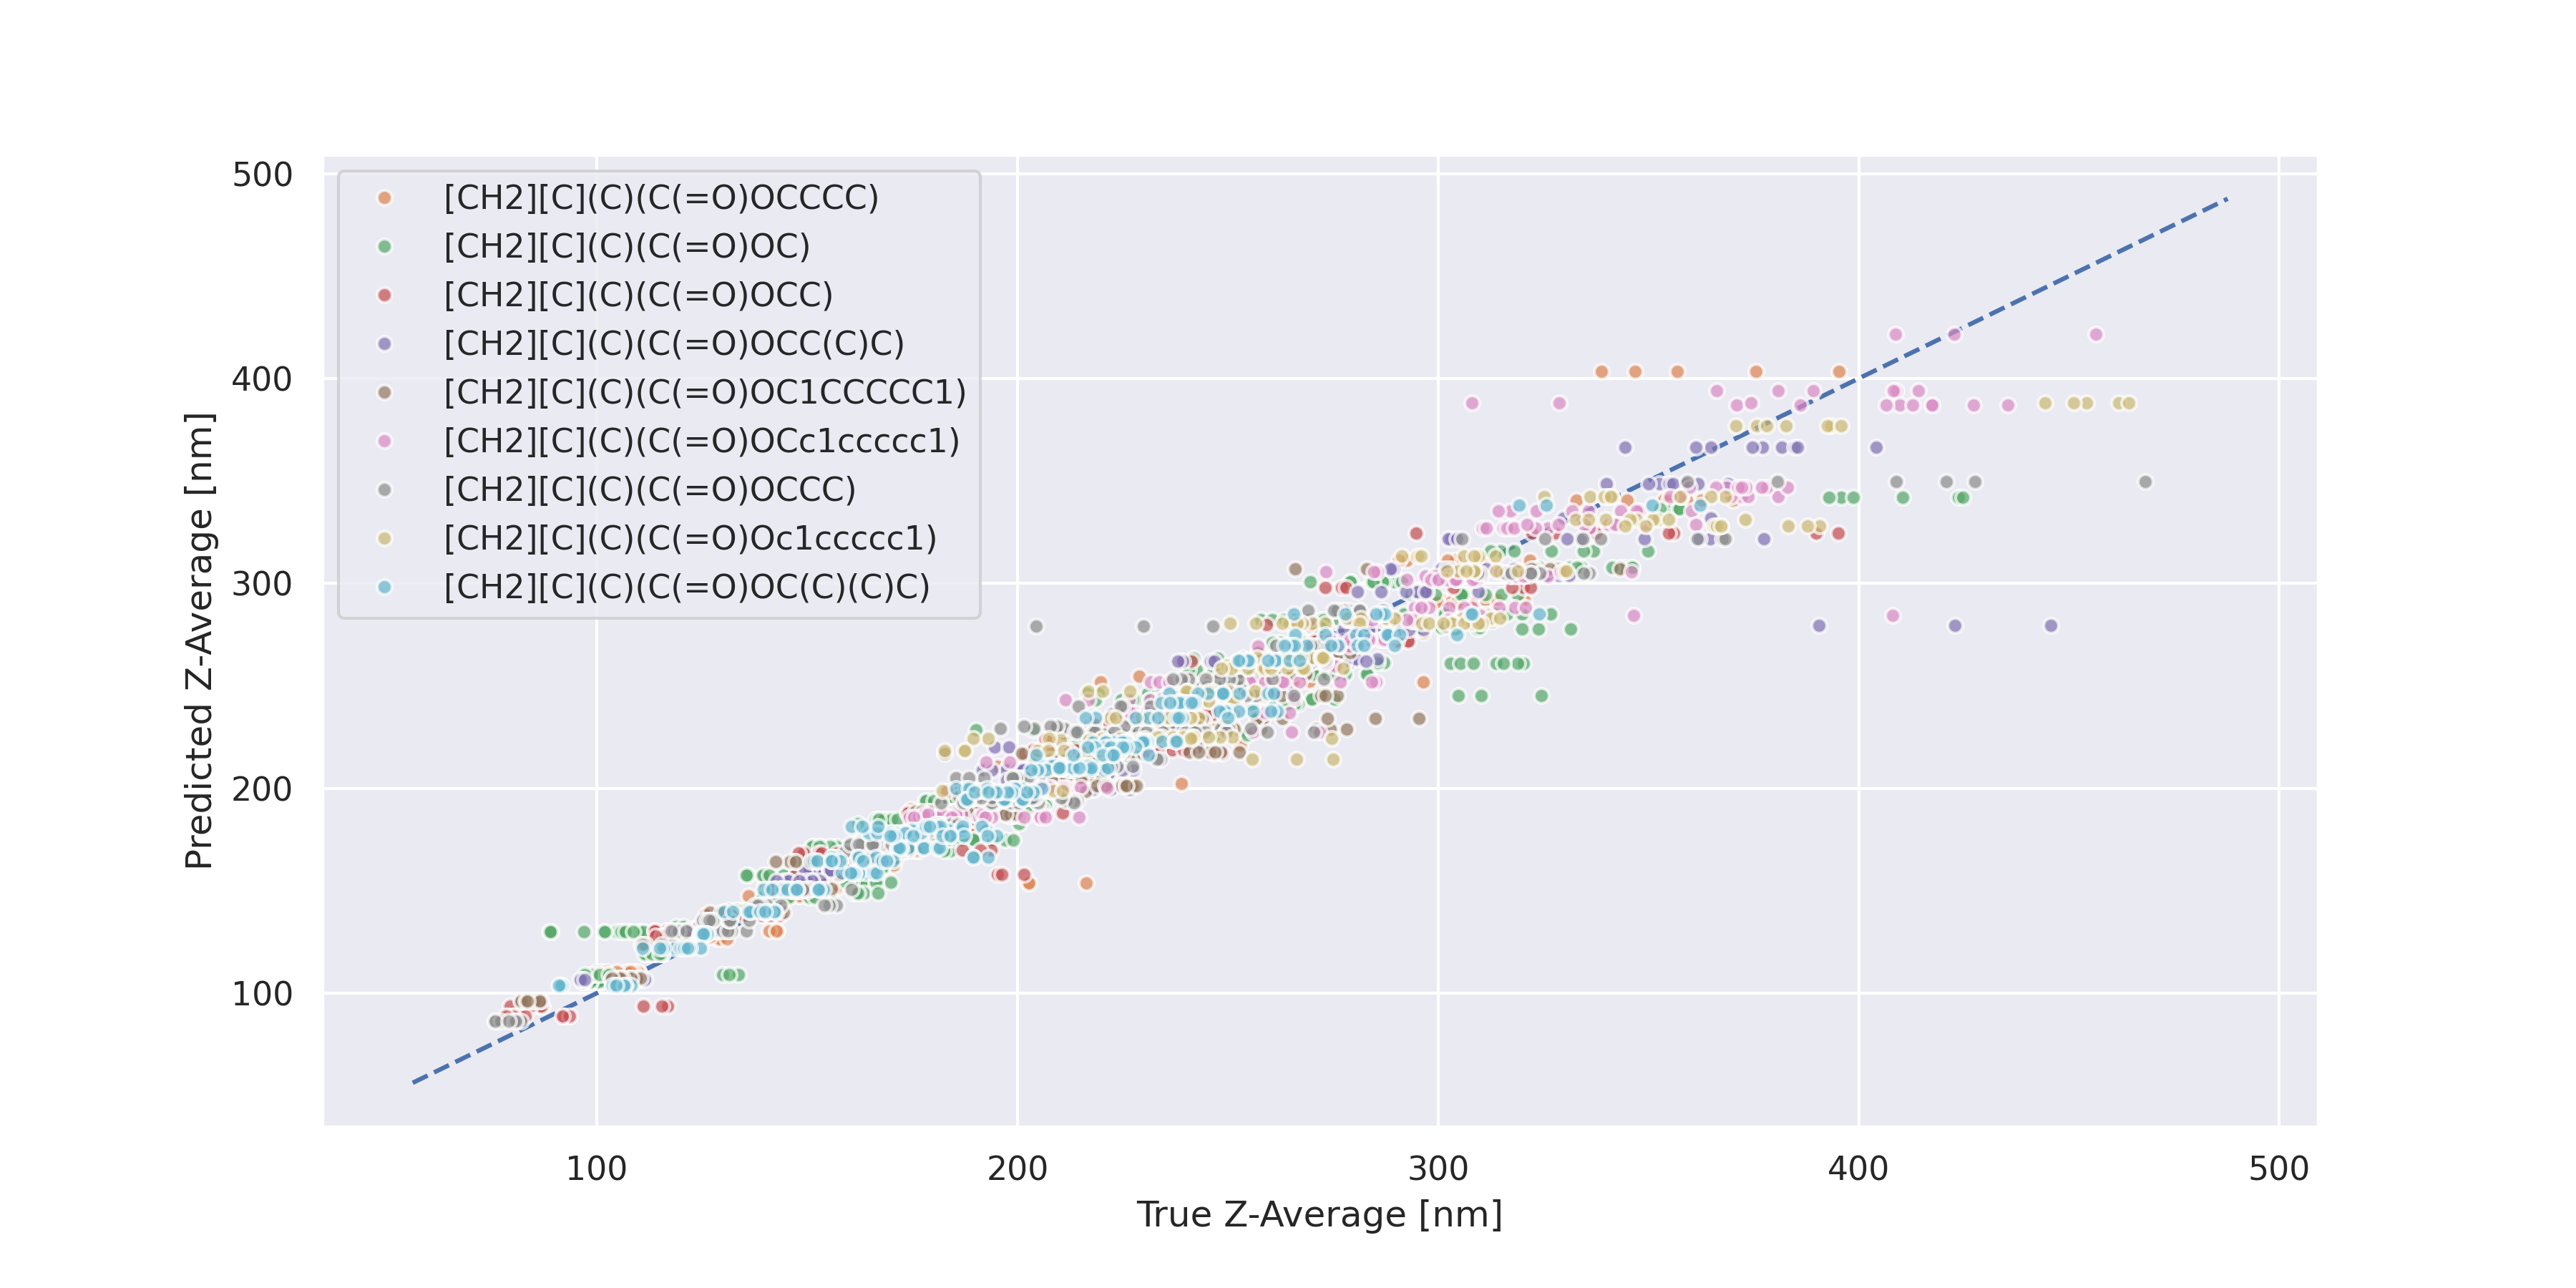 500
400
300
200
100
Predicted Z-Average [nm]
[CH2][C](C)(C(=O)OCCCC)
[CH2][C](C)(C(=O)OC)
[CH2][C](C)(C(=O)OCC)
[CH2][C](C)(C(=O)OCC(C)C)
[CH2][C](C)(C(=O)OC1CCCCC1)
[CH2][C](C)(C(=O)OCc1ccccc1)
[CH2][C](C)(C(=O)OCCC)
[CH2][C](C)(C(=O)Oc1ccccc1)
[CH2][C](C)(C(=O)OC(C)(C)C)
100 200 300 400 500
True Z-Average [nm]